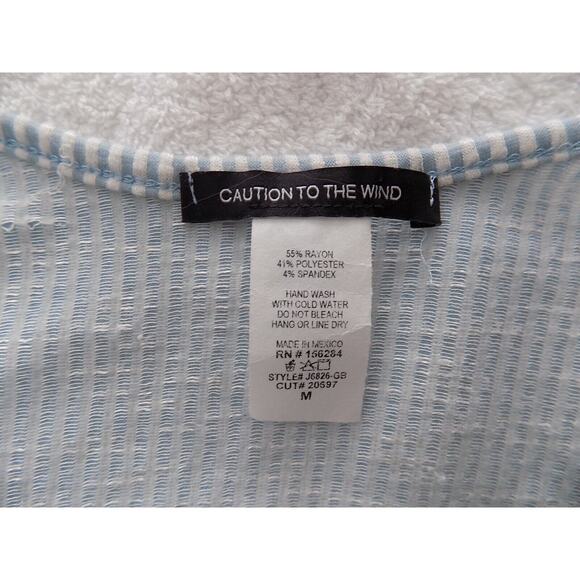 CAUTION TO THE WIND
55% RAYON
41% POLYESTER
4% SPANDEX
HAND WASH
WITH COLD WATER
DO NOT BLEACH
HANG OR LINE DRY
MADE IN MEXICO
RN # 156284
STYLE# J6826-GB
CUT# 20697
M